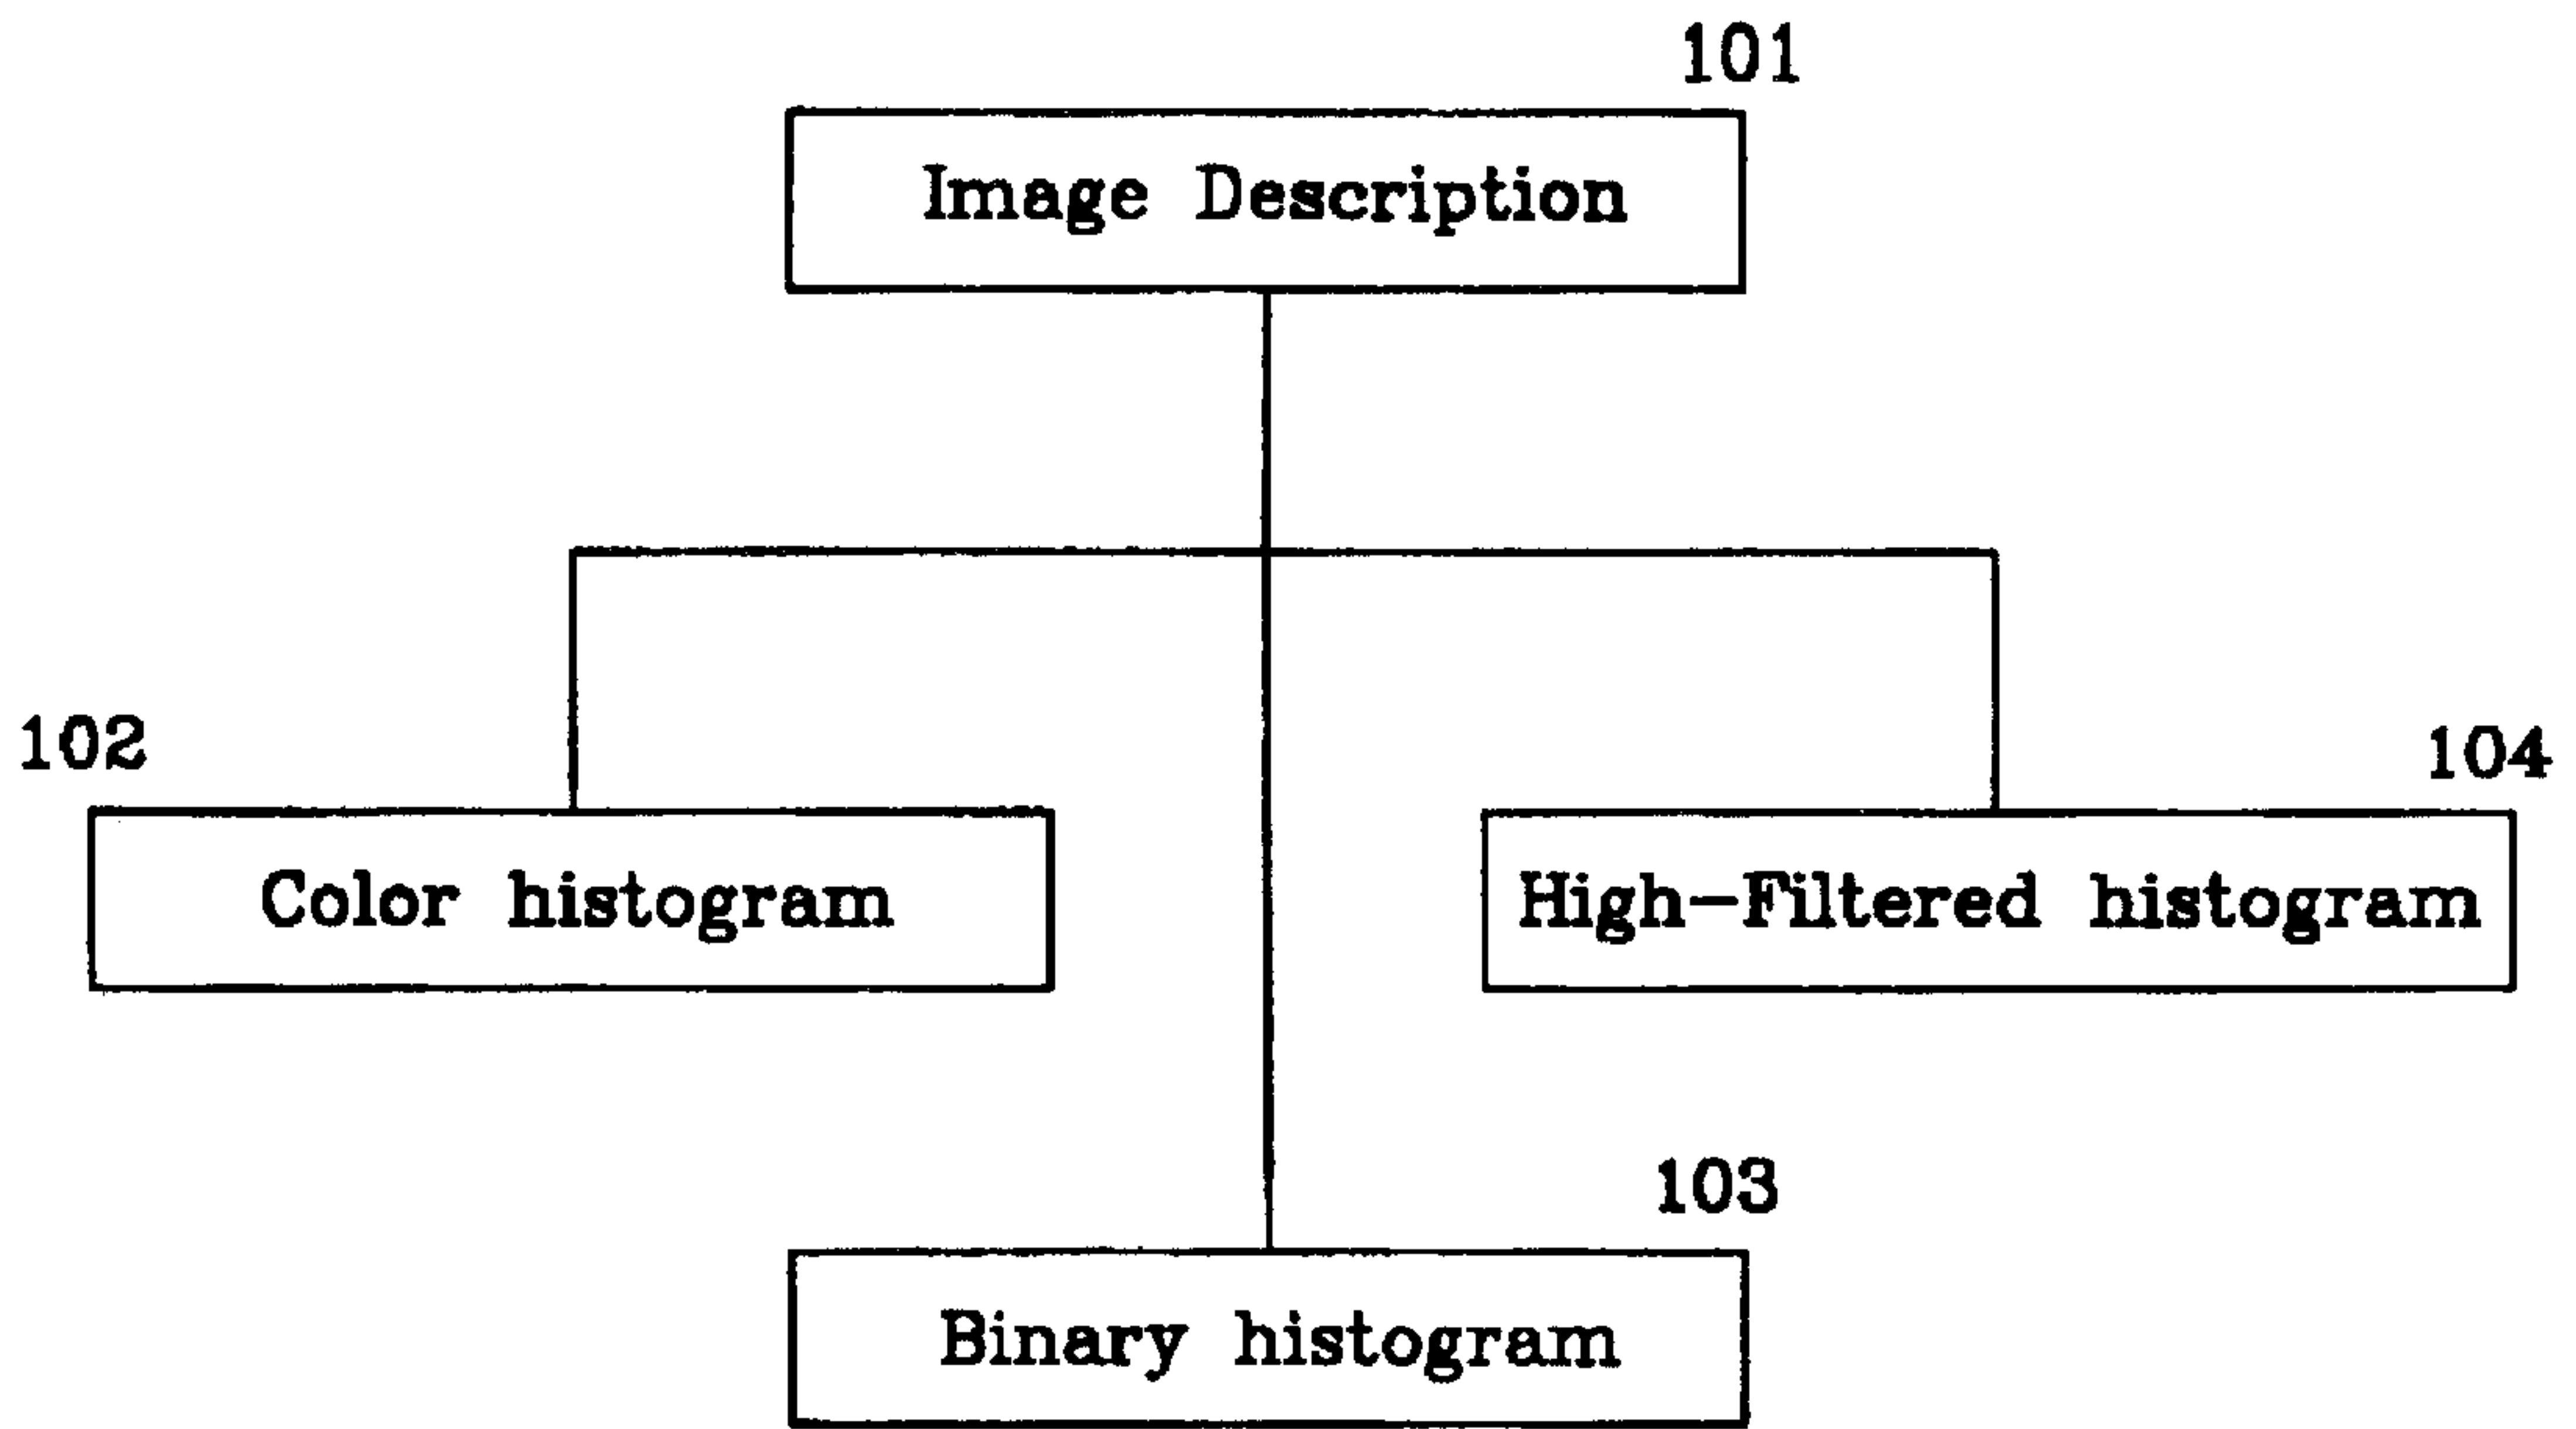 101
Image Description
102
Color histogram
104
High-Filtered histogram
103
Binary histogram